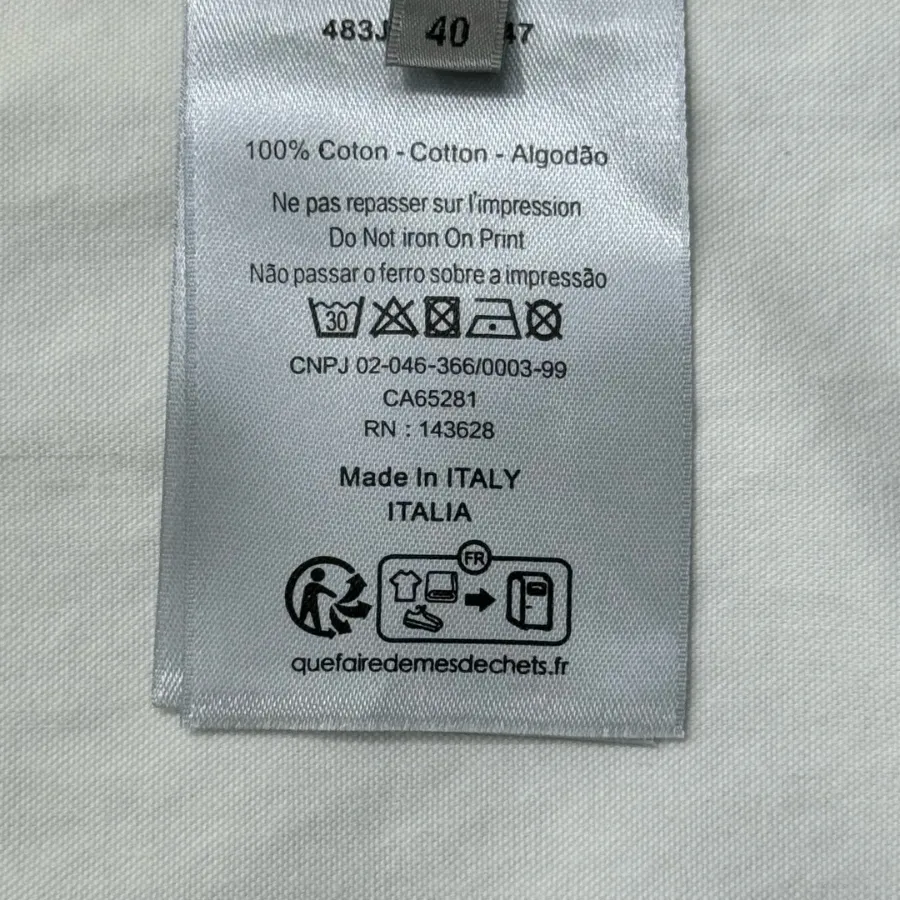 483J 40 47
100% Coton - Cotton - Algodão
Ne pas repasser sur l'impression
Do Not iron On Print
Não passar o ferro sobre a impressão
30
CNPJ 02-046-366/0003-99
CA65281
RN : 143628
Made In ITALY
ITALIA
FR
quefairedemesdechets.fr